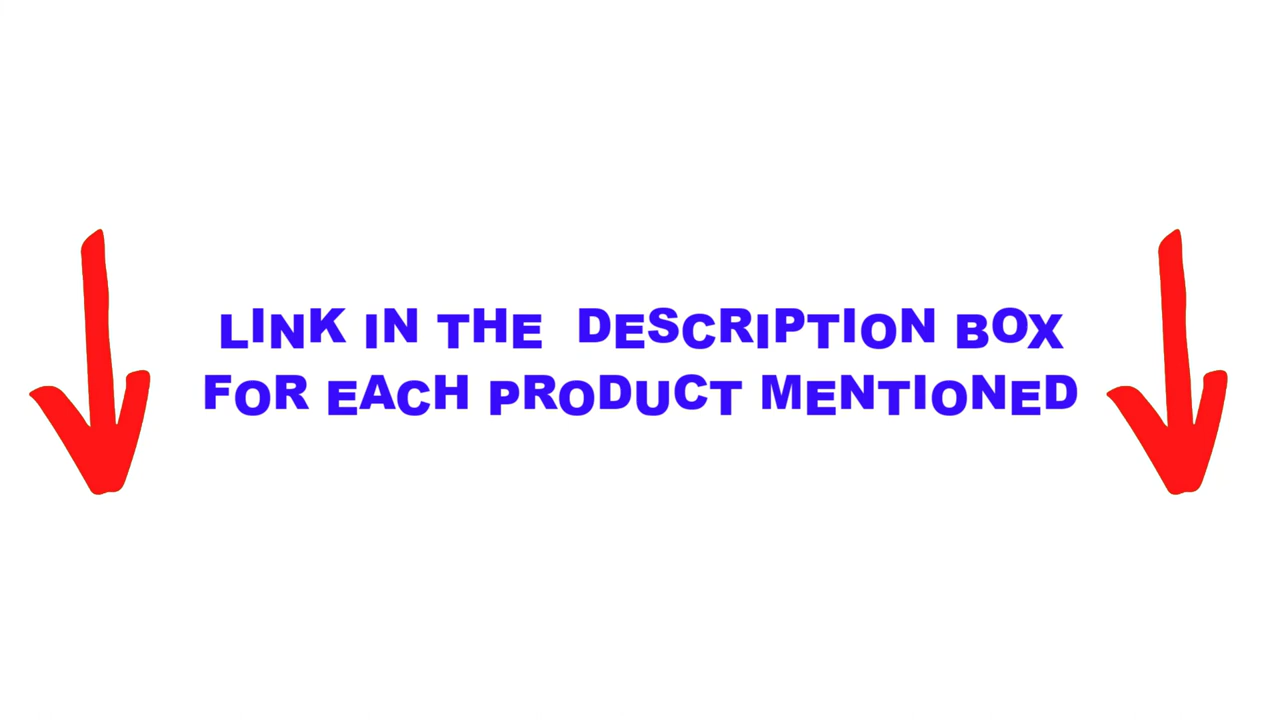 LINK IN THE DESCRIPTION BOX
FOR EACH PRODUCT MENTIONED